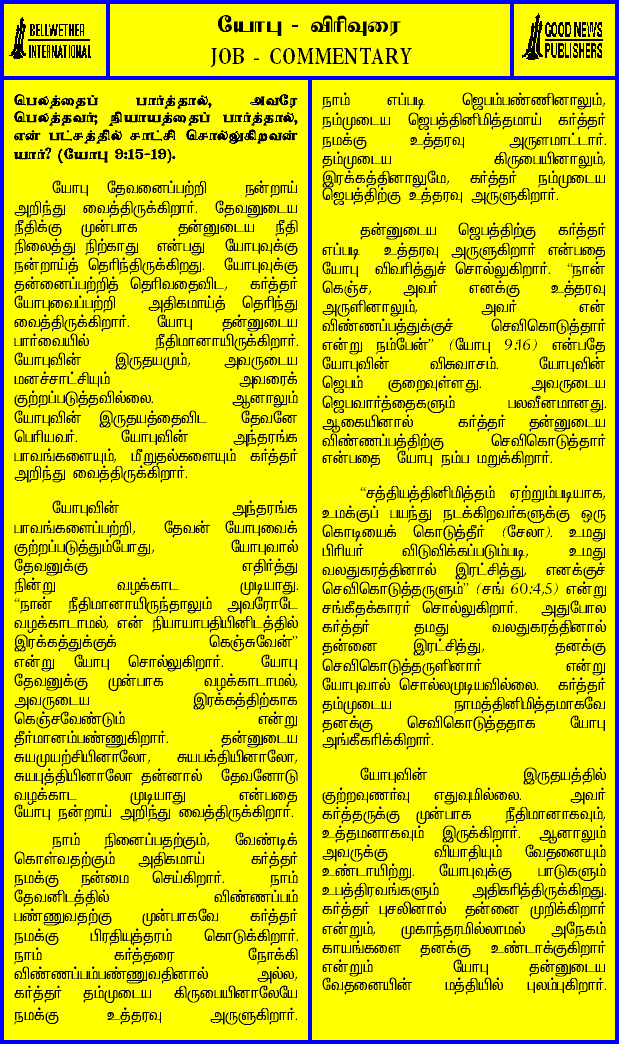 BELLWETHER
INTERNATIONAL
யோபு - விரிவுரை
JOB - COMMENTARY
GOOD NEWS
PUBLISHERS
பெலத்தைப் பார்த்தால், அவரே
பெலத்தவர்; நியாயத்தைப் பார்த்தால்,
என் பட்சத்தில் சாட்சி சொல்லுகிறவன்
யார்? (யோபு 9:15-19).
யோபு தேவனைப்பற்றி நன்றாய்
அறிந்து வைத்திருக்கிறார். தேவனுடைய
நீதிக்கு முன்பாக தன்னுடைய நீதி
நிலைத்து நிற்காது என்பது யோபுவுக்கு
நன்றாய்த் தெரிந்திருக்கிறது. யோபுவுக்கு
தன்னைப்பற்றித் தெரிவதைவிட, கர்த்தர்
யோபுவைப்பற்றி அதிகமாய்த் தெரிந்து
வைத்திருக்கிறார். யோபு தன்னுடைய
பார்வையில் நீதிமானாயிருக்கிறார்.
யோபுவின் இருதயமும், அவருடைய
மனச்சாட்சியும் அவரைக்
குற்றப்படுத்தவில்லை. ஆனாலும்
யோபுவின் இருதயத்தைவிட தேவனே
பெரியவர். யோபுவின் அந்தரங்க
பாவங்களையும், மீறுதல்களையும் கர்த்தர்
அறிந்து வைத்திருக்கிறார்.
யோபுவின் அந்தரங்க
பாவங்களைப்பற்றி, தேவன் யோபுவைக்
குற்றப்படுத்தும்போது, யோபுவால்
தேவனுக்கு எதிர்த்து
நின்று வழக்காட முடியாது.
“நான் நீதிமானாயிருந்தாலும் அவரோடே
வழக்காடாமல், என் நியாயாபதியினிடத்தில்
இரக்கத்துக்குக் கெஞ்சுவேன்”
என்று யோபு சொல்லுகிறார். யோபு
தேவனுக்கு முன்பாக வழக்காடாமல்,
அவருடைய இரக்கத்திற்காக
கெஞ்சவேண்டும் என்று
தீர்மானம்பண்ணுகிறார். தன்னுடைய
சுயமுயற்சியினாலோ, சுயபக்தியினாலோ,
சுயபுத்தியினாலோ தன்னால் தேவனோடு
வழக்காட முடியாது என்பதை
யோபு நன்றாய் அறிந்து வைத்திருக்கிறார்.
நாம் நினைப்பதற்கும், வேண்டிக்
கொள்வதற்கும் அதிகமாய் கர்த்தர்
நமக்கு நன்மை செய்கிறார். நாம்
தேவனிடத்தில் விண்ணப்பம்
பண்ணுவதற்கு முன்பாகவே கர்த்தர்
நமக்கு பிரதியுத்தரம் கொடுக்கிறார்.
நாம் கர்த்தரை நோக்கி
விண்ணப்பம்பண்ணுவதினால் அல்ல,
கர்த்தர் தம்முடைய கிருபையினாலேயே
நமக்கு உத்தரவு அருளுகிறார்.
நாம் எப்படி ஜெபம்பண்ணினாலும்,
நம்முடைய ஜெபத்தினிமித்தமாய் கர்த்தர்
நமக்கு உத்தரவு அருளமாட்டார்.
தம்முடைய கிருபையினாலும்,
இரக்கத்தினாலுமே, கர்த்தர் நம்முடைய
ஜெபத்திற்கு உத்தரவு அருளுகிறார்.
தன்னுடைய ஜெபத்திற்கு கர்த்தர்
எப்படி உத்தரவு அருளுகிறார் என்பதை
யோபு விவரித்துச் சொல்லுகிறார். “நான்
கெஞ்ச, அவர் எனக்கு உத்தரவு
அருளினாலும், அவர் என்
விண்ணப்பத்துக்குச் செவிகொடுத்தார்
என்று நம்பேன்” (யோபு 9:16) என்பதே
யோபுவின் விசுவாசம். யோபுவின்
ஜெபம் குறைவுள்ளது. அவருடைய
ஜெபவார்த்தைகளும் பலவீனமானது.
ஆகையினால் கர்த்தர் தன்னுடைய
விண்ணப்பத்திற்கு செவிகொடுத்தார்
என்பதை யோபு நம்ப மறுக்கிறார்.
“சத்தியத்தினிமித்தம் ஏற்றும்படியாக,
உமக்குப் பயந்து நடக்கிறவர்களுக்கு ஒரு
கொடியைக் கொடுத்தீர் (சேலா). உமது
பிரியர் விடுவிக்கப்படும்படி, உமது
வலதுகரத்தினால் இரட்சித்து, எனக்குச்
செவிகொடுத்தருளும்” (சங் 60:4,5) என்று
சங்கீதக்காரர் சொல்லுகிறார். அதுபோல
கர்த்தர் தமது வலதுகரத்தினால்
தன்னை இரட்சித்து, தனக்கு
செவிகொடுத்தருளினார் என்று
யோபுவால் சொல்லமுடியவில்லை. கர்த்தர்
தம்முடைய நாமத்தினிமித்தமாகவே
தனக்கு செவிகொடுத்ததாக யோபு
அங்கீகரிக்கிறார்.
யோபுவின் இருதயத்தில்
குற்றவுணர்வு எதுவுமில்லை. அவர்
கர்த்தருக்கு முன்பாக நீதிமானாகவும்,
உத்தமனாகவும் இருக்கிறார். ஆனாலும்
அவருக்கு வியாதியும் வேதனையும்
உண்டாயிற்று. யோபுவுக்கு பாடுகளும்
உபத்திரவங்களும் அதிகரித்திருக்கிறது.
கர்த்தர் புசலினால் தன்னை முறிக்கிறார்
என்றும், முகாந்தரமில்லாமல் அநேகம்
காயங்களை தனக்கு உண்டாக்குகிறார்
என்றும் யோபு தன்னுடைய
வேதனையின் மத்தியில் புலம்புகிறார்.